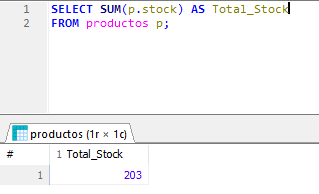 1 SELECT SUM(p.stock) AS Total_Stock
2 FROM productos p;
productos (1r × 1c)
# 1 Total_Stock
1 203